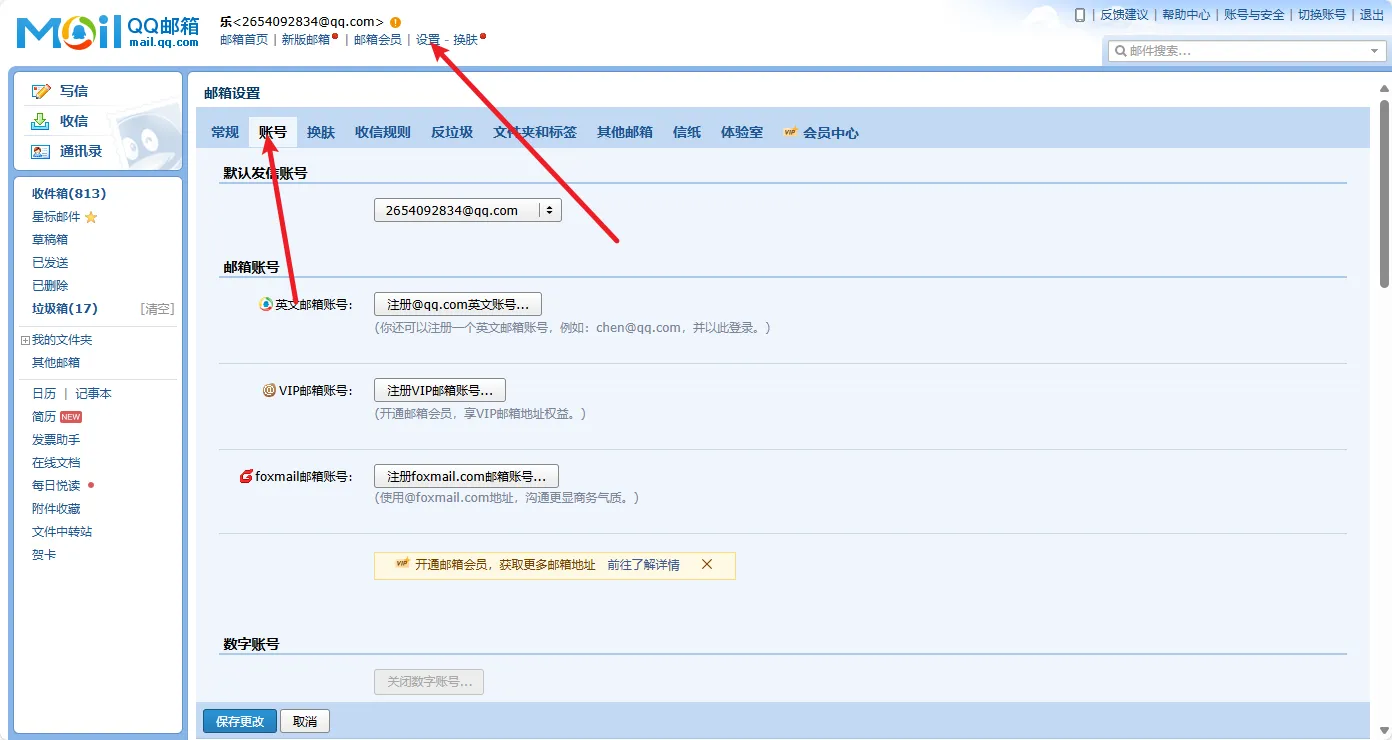 Mail QQ邮箱
mail.qq.com
乐<2654092834@qq.com>
邮箱首页 | 新版邮箱 | 邮箱会员 | 设置 - 换肤
| 反馈建议 | 帮助中心 | 账号与安全 | 切换账号 | 退出
邮件搜索...
写信
收信
通讯录
收件箱(813)
星标邮件
草稿箱
已发送
已删除
垃圾箱(17) [清空]
我的文件夹
其他邮箱
日历 | 记事本
简历 NEW
发票助手
在线文档
每日悦读
附件收藏
文件中转站
贺卡
邮箱设置
常规 账号 换肤 收信规则 反垃圾 文件夹和标签 其他邮箱 信纸 体验室 VIP 会员中心
默认发信账号
2654092834@qq.com
邮箱账号
英文邮箱账号: 注册@qq.com英文账号...
(你还可以注册一个英文邮箱账号，例如：chen@qq.com，并以此登录。)
VIP邮箱账号: 注册VIP邮箱账号...
(开通邮箱会员，享VIP邮箱地址权益。)
foxmail邮箱账号: 注册foxmail.com邮箱账号...
(使用@foxmail.com地址，沟通更显商务气质。)
VIP 开通邮箱会员，获取更多邮箱地址 前往了解详情
数字账号
关闭数字账号...
保存更改 取消